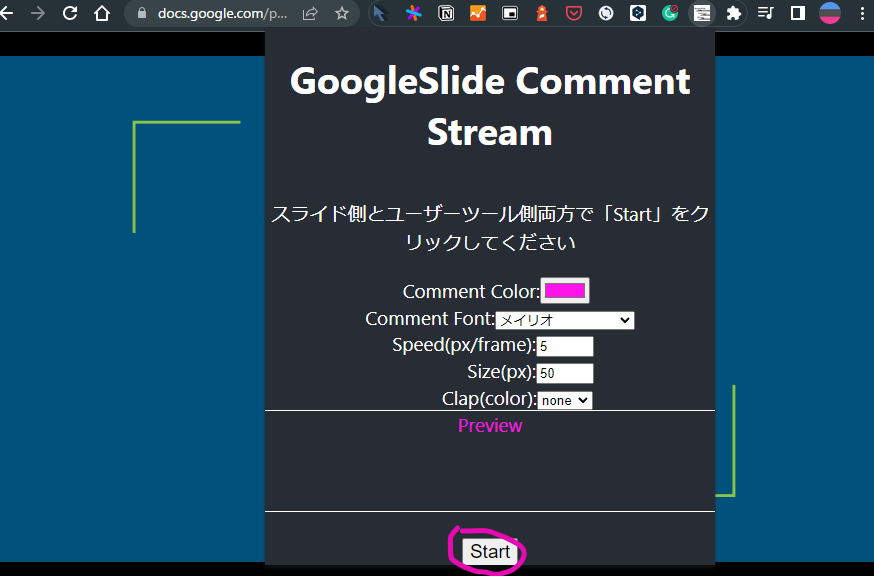 docs.google.com/p...
GoogleSlide Comment
Stream
スライド側とユーザーツール側両方で「Start」をク
リックしてください
Comment Color:
Comment Font: メイリオ
Speed(px/frame): 5
Size(px): 50
Clap(color): none
Preview
Start